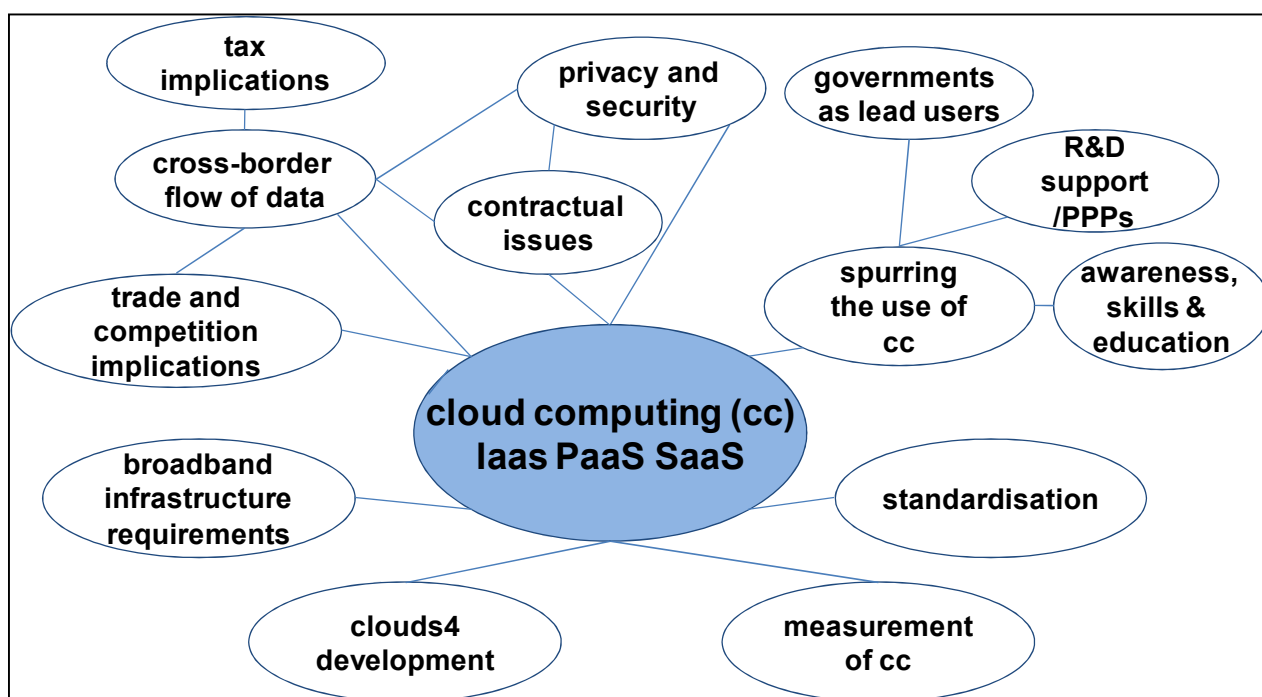 tax
implications
privacy and
security
governments
as lead users
cross-border
flow of data
R&D
support
/PPPs
contractual
issues
trade and
competition
implications
spurring
the use of
cc
awareness,
skills &
education
cloud computing (cc)
Iaas PaaS SaaS
broadband
infrastructure
requirements
standardisation
clouds4
development
measurement
of cc